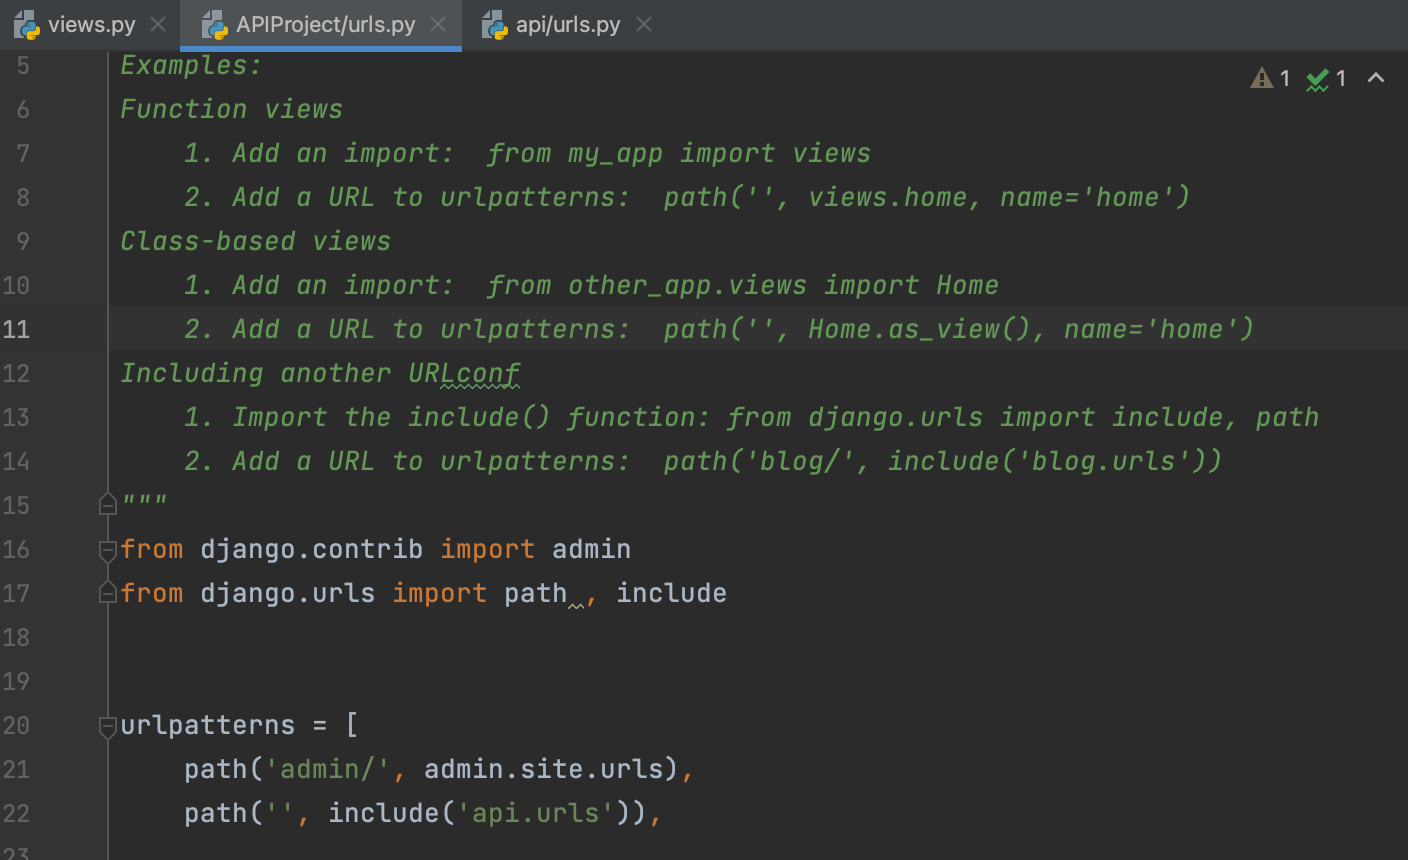 views.py APIProject/urls.py api/urls.py
1 1
5 Examples:
6 Function views
7     1. Add an import:  from my_app import views
8     2. Add a URL to urlpatterns:  path('', views.home, name='home')
9 Class-based views
10     1. Add an import:  from other_app.views import Home
11     2. Add a URL to urlpatterns:  path('', Home.as_view(), name='home')
12 Including another URLconf
13     1. Import the include() function: from django.urls import include, path
14     2. Add a URL to urlpatterns:  path('blog/', include('blog.urls'))
15 """
16 from django.contrib import admin
17 from django.urls import path , include
18
19
20 urlpatterns = [
21     path('admin/', admin.site.urls),
22     path('', include('api.urls')),
23